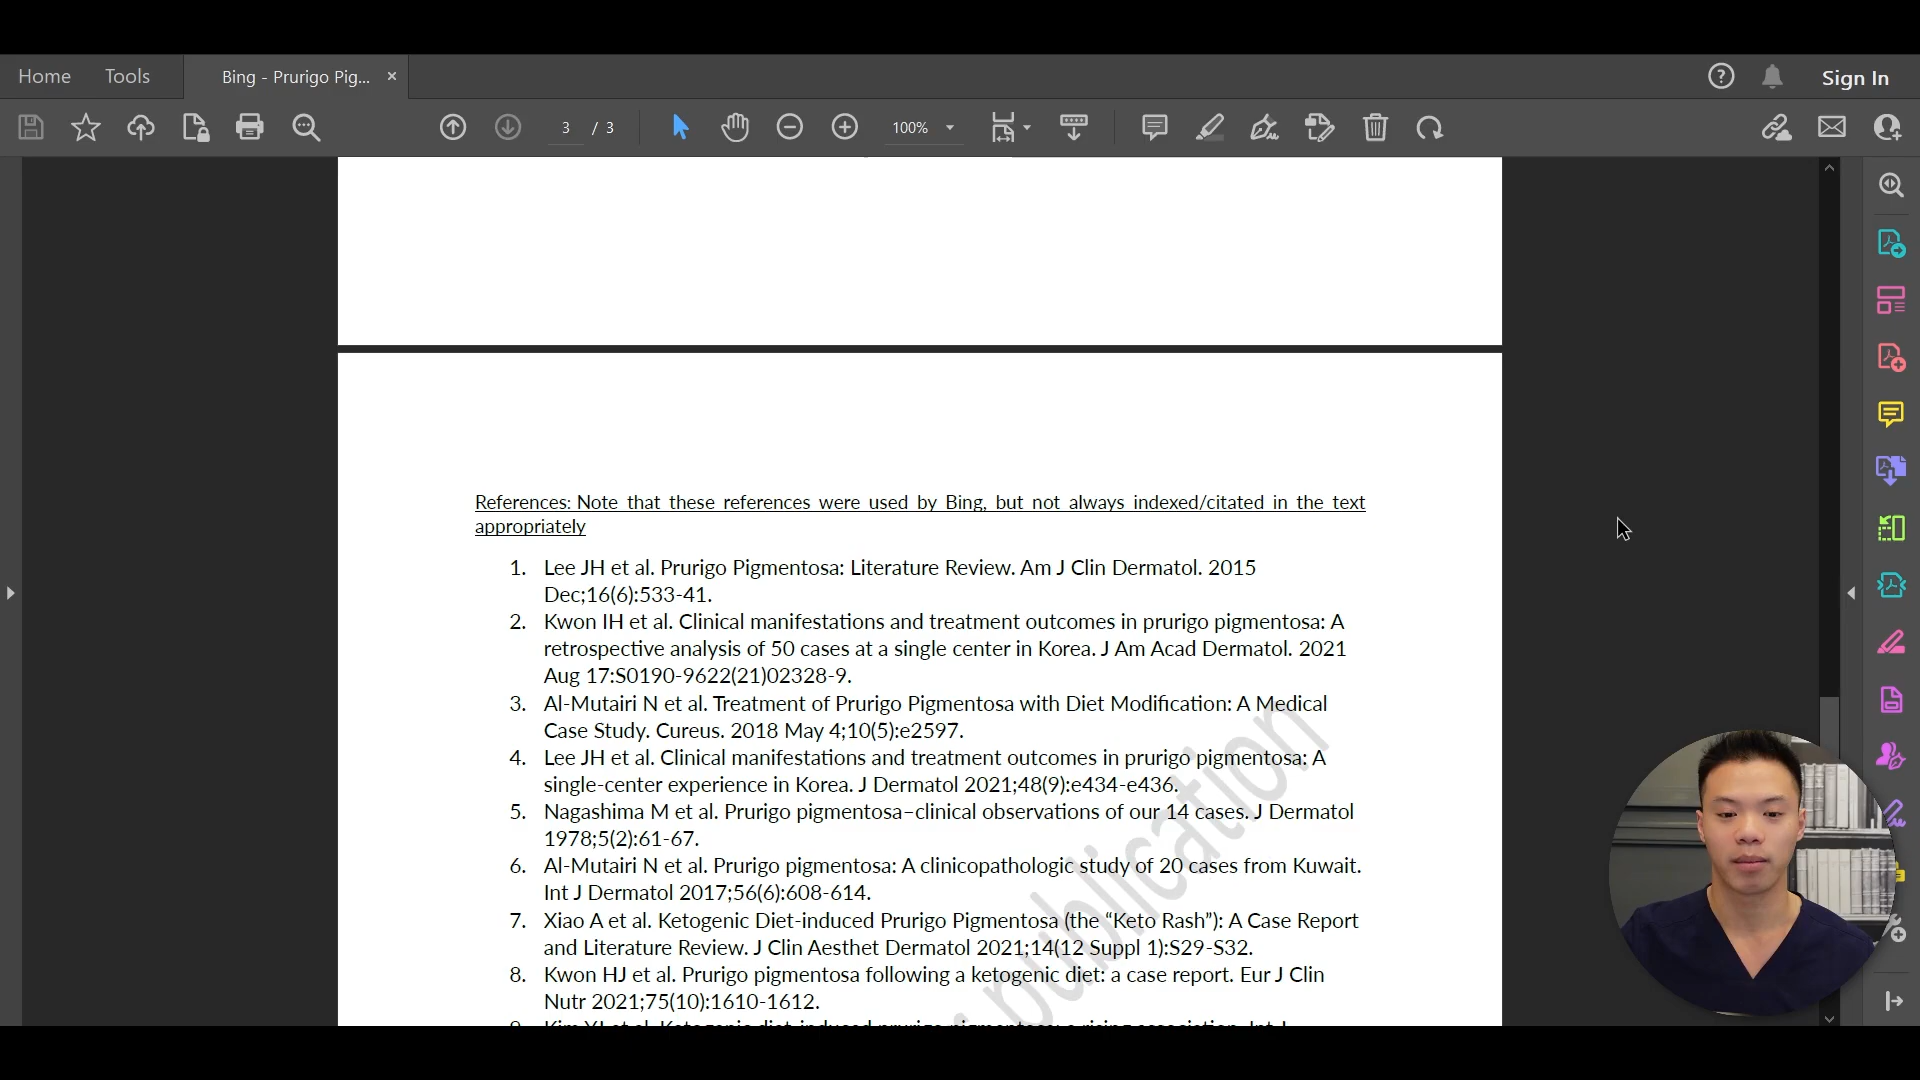 Home
Tools
Bing - Prurigo Pig...
Sign In
3 / 3
100%
References: Note that these references were used by Bing, but not always indexed/citated in the text
appropriately
1. Lee JH et al. Prurigo Pigmentosa: Literature Review. Am J Clin Dermatol. 2015
Dec;16(6):533-41.
2. Kwon IH et al. Clinical manifestations and treatment outcomes in prurigo pigmentosa: A
retrospective analysis of 50 cases at a single center in Korea. J Am Acad Dermatol. 2021
Aug 17:S0190-9622(21)02328-9.
3. Al-Mutairi N et al. Treatment of Prurigo Pigmentosa with Diet Modification: A Medical
Case Study. Cureus. 2018 May 4;10(5):e2597.
4. Lee JH et al. Clinical manifestations and treatment outcomes in prurigo pigmentosa: A
single-center experience in Korea. J Dermatol 2021;48(9):e434-e436.
5. Nagashima M et al. Prurigo pigmentosa–clinical observations of our 14 cases. J Dermatol
1978;5(2):61-67.
6. Al-Mutairi N et al. Prurigo pigmentosa: A clinicopathologic study of 20 cases from Kuwait.
Int J Dermatol 2017;56(6):608-614.
7. Xiao A et al. Ketogenic Diet-induced Prurigo Pigmentosa (the “Keto Rash”): A Case Report
and Literature Review. J Clin Aesthet Dermatol 2021;14(12 Suppl 1):S29-S32.
8. Kwon HJ et al. Prurigo pigmentosa following a ketogenic diet: a case report. Eur J Clin
Nutr 2021;75(10):1610-1612.
publication